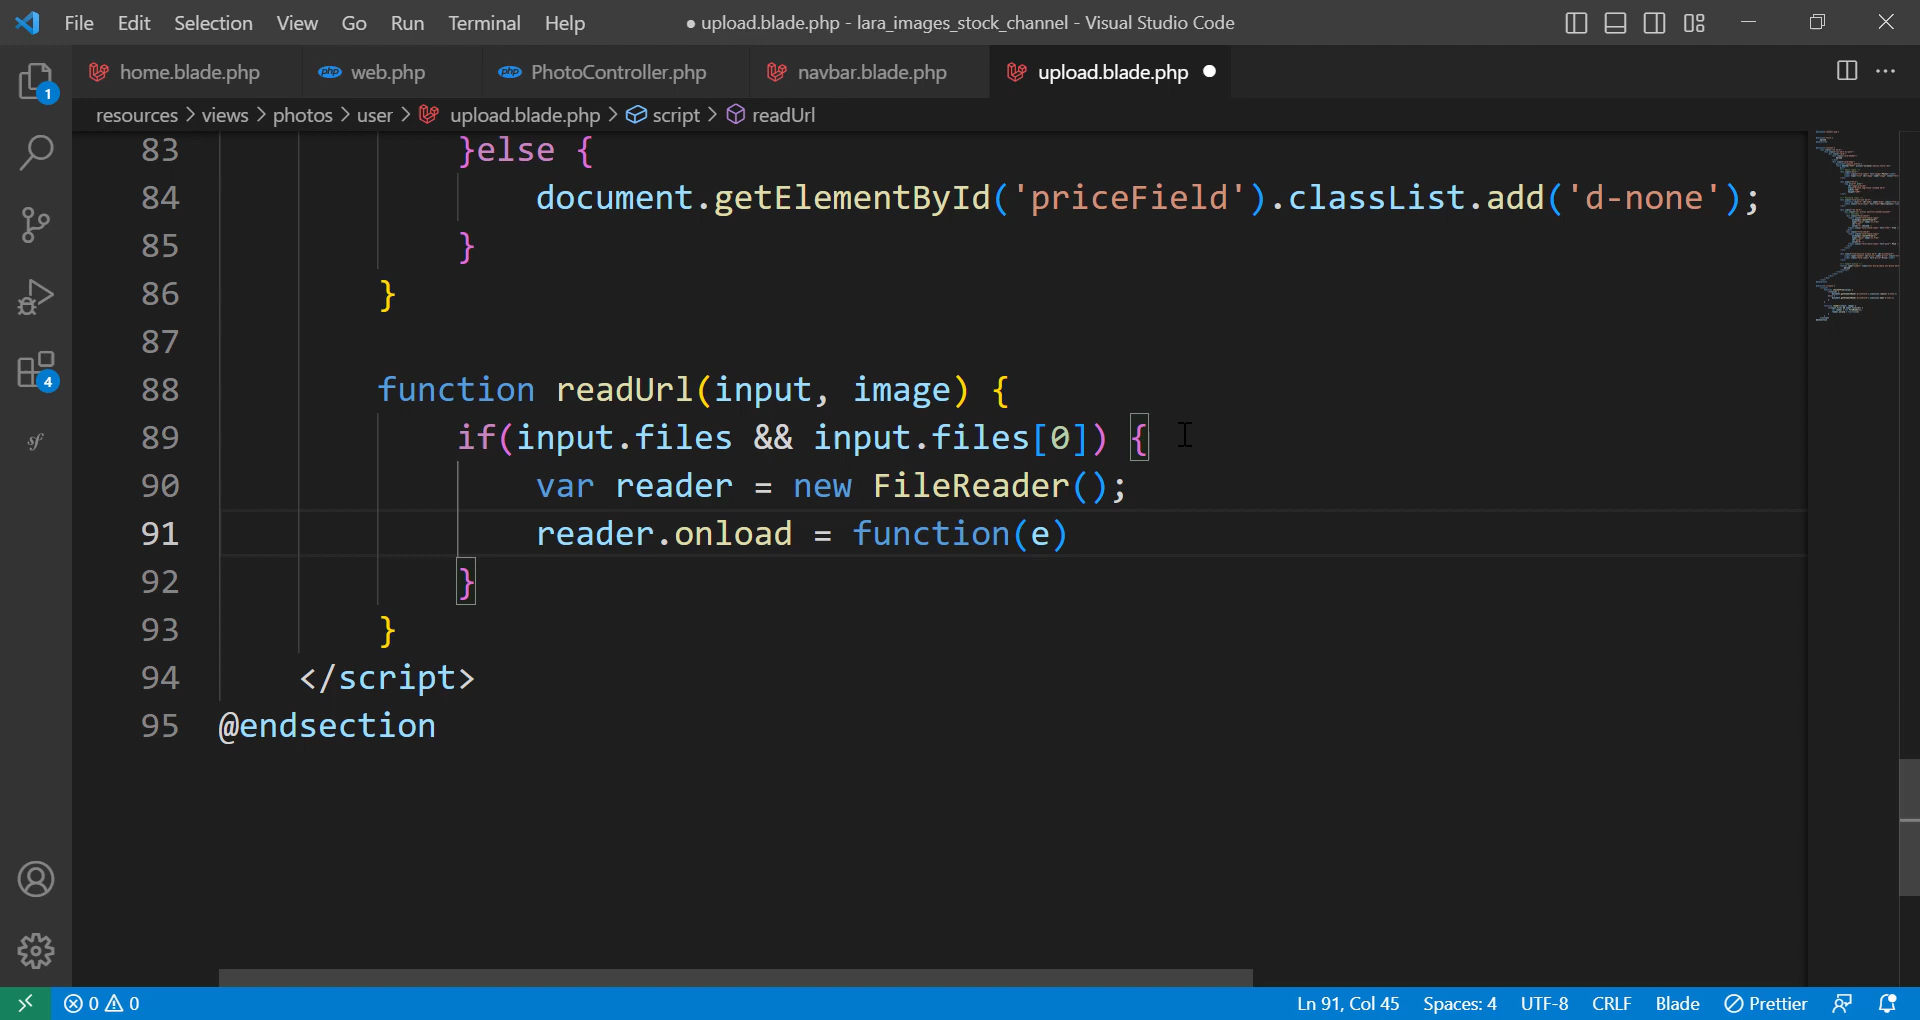 File Edit Selection View Go Run Terminal Help ● upload.blade.php - lara_images_stock_channel - Visual Studio Code
home.blade.php web.php PhotoController.php navbar.blade.php upload.blade.php ●
resources > views > photos > user > upload.blade.php > script > readUrl
83 }else {
84 document.getElementById('priceField').classList.add('d-none');
85 }
86 }
87
88 function readUrl(input, image) {
89 if(input.files && input.files[0]) {
90 var reader = new FileReader();
91 reader.onload = function(e)
92 }
93 }
94 </script>
95 @endsection
1
4
0 0 Ln 91, Col 45 Spaces: 4 UTF-8 CRLF Blade Prettier